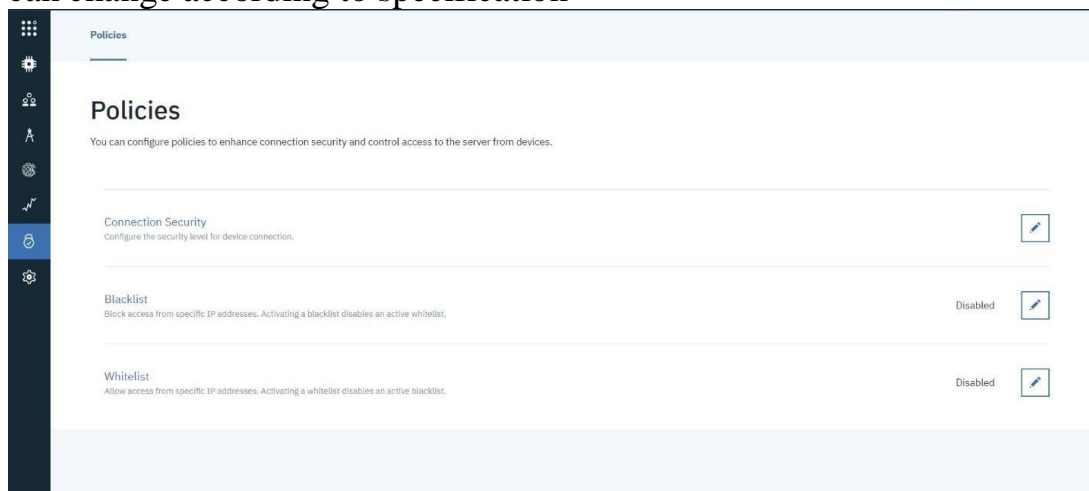 can change according to specification
Policies
Policies
You can configure policies to enhance connection security and control access to the server from devices.
Connection Security
Configure the security level for device connection.
Blacklist
Block access from specific IP addresses. Activating a blacklist disables an active whitelist.
Disabled
Whitelist
Allow access from specific IP addresses. Activating a whitelist disables an active blacklist.
Disabled